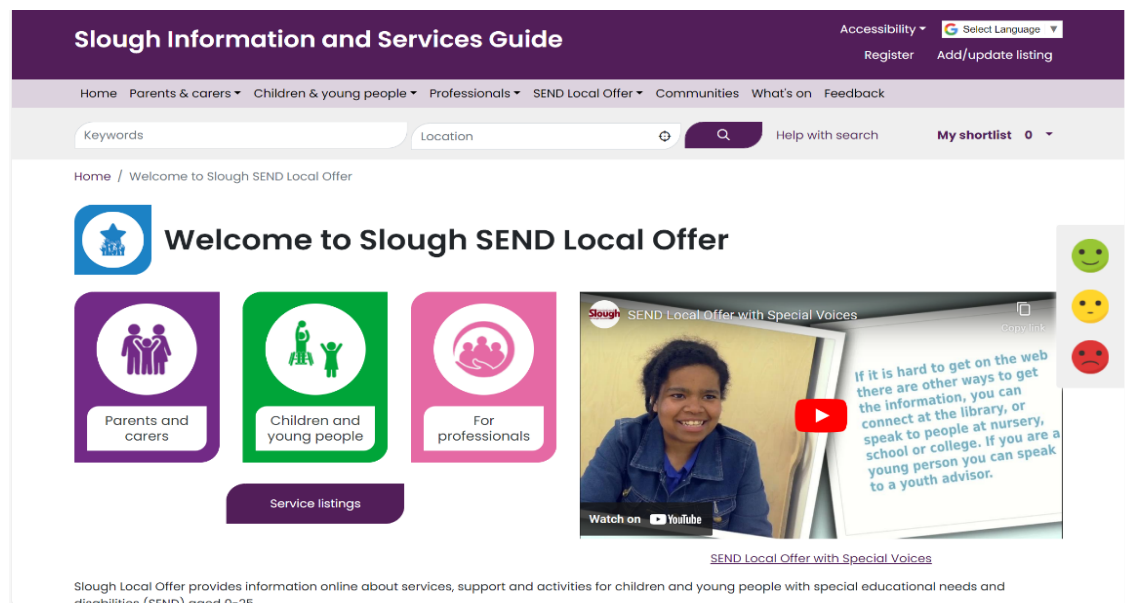 Slough Information and Services Guide
Accessibility
Select Language
Register
Add/update listing
Home
Parents & carers
Children & young people
Professionals
SEND Local Offer
Communities
What's on
Feedback
Keywords
Location
Help with search
My shortlist 0
Home / Welcome to Slough SEND Local Offer
Welcome to Slough SEND Local Offer
Parents and
carers
Children and
young people
For
professionals
Service listings
Slough
SEND Local Offer with Special Voices
Copy link
If it is hard to get on the web
there are other ways to get
the information, you can
connect at the library, or
speak to people at nursery,
school or college. If you are a
young person you can speak
to a youth advisor.
Watch on YouTube
SEND Local Offer with Special Voices
Slough Local Offer provides information online about services, support and activities for children and young people with special educational needs and
disabilities (SEND) aged 0-25